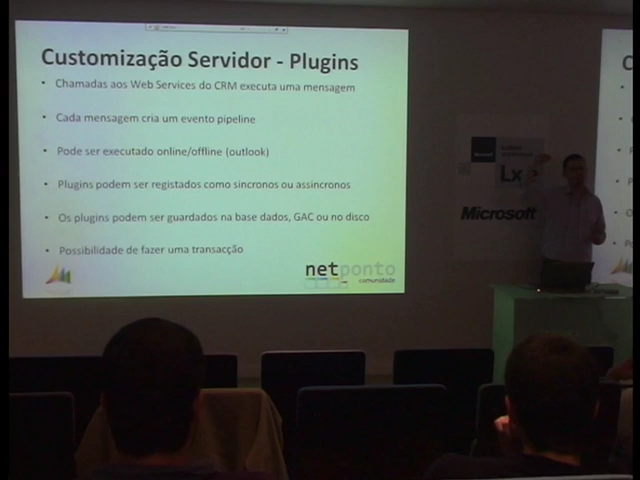 Customização Servidor - Plugins
• Chamadas aos Web Services do CRM executa uma mensagem
• Cada mensagem cria um evento pipeline
• Pode ser executado online/offline (outlook)
• Plugins podem ser registados como sincronos ou assincronos
• Os plugins podem ser guardados na base dados, GAC ou no disco
• Possibilidade de fazer uma transacção
netponto
comunidade
Lx
Microsoft